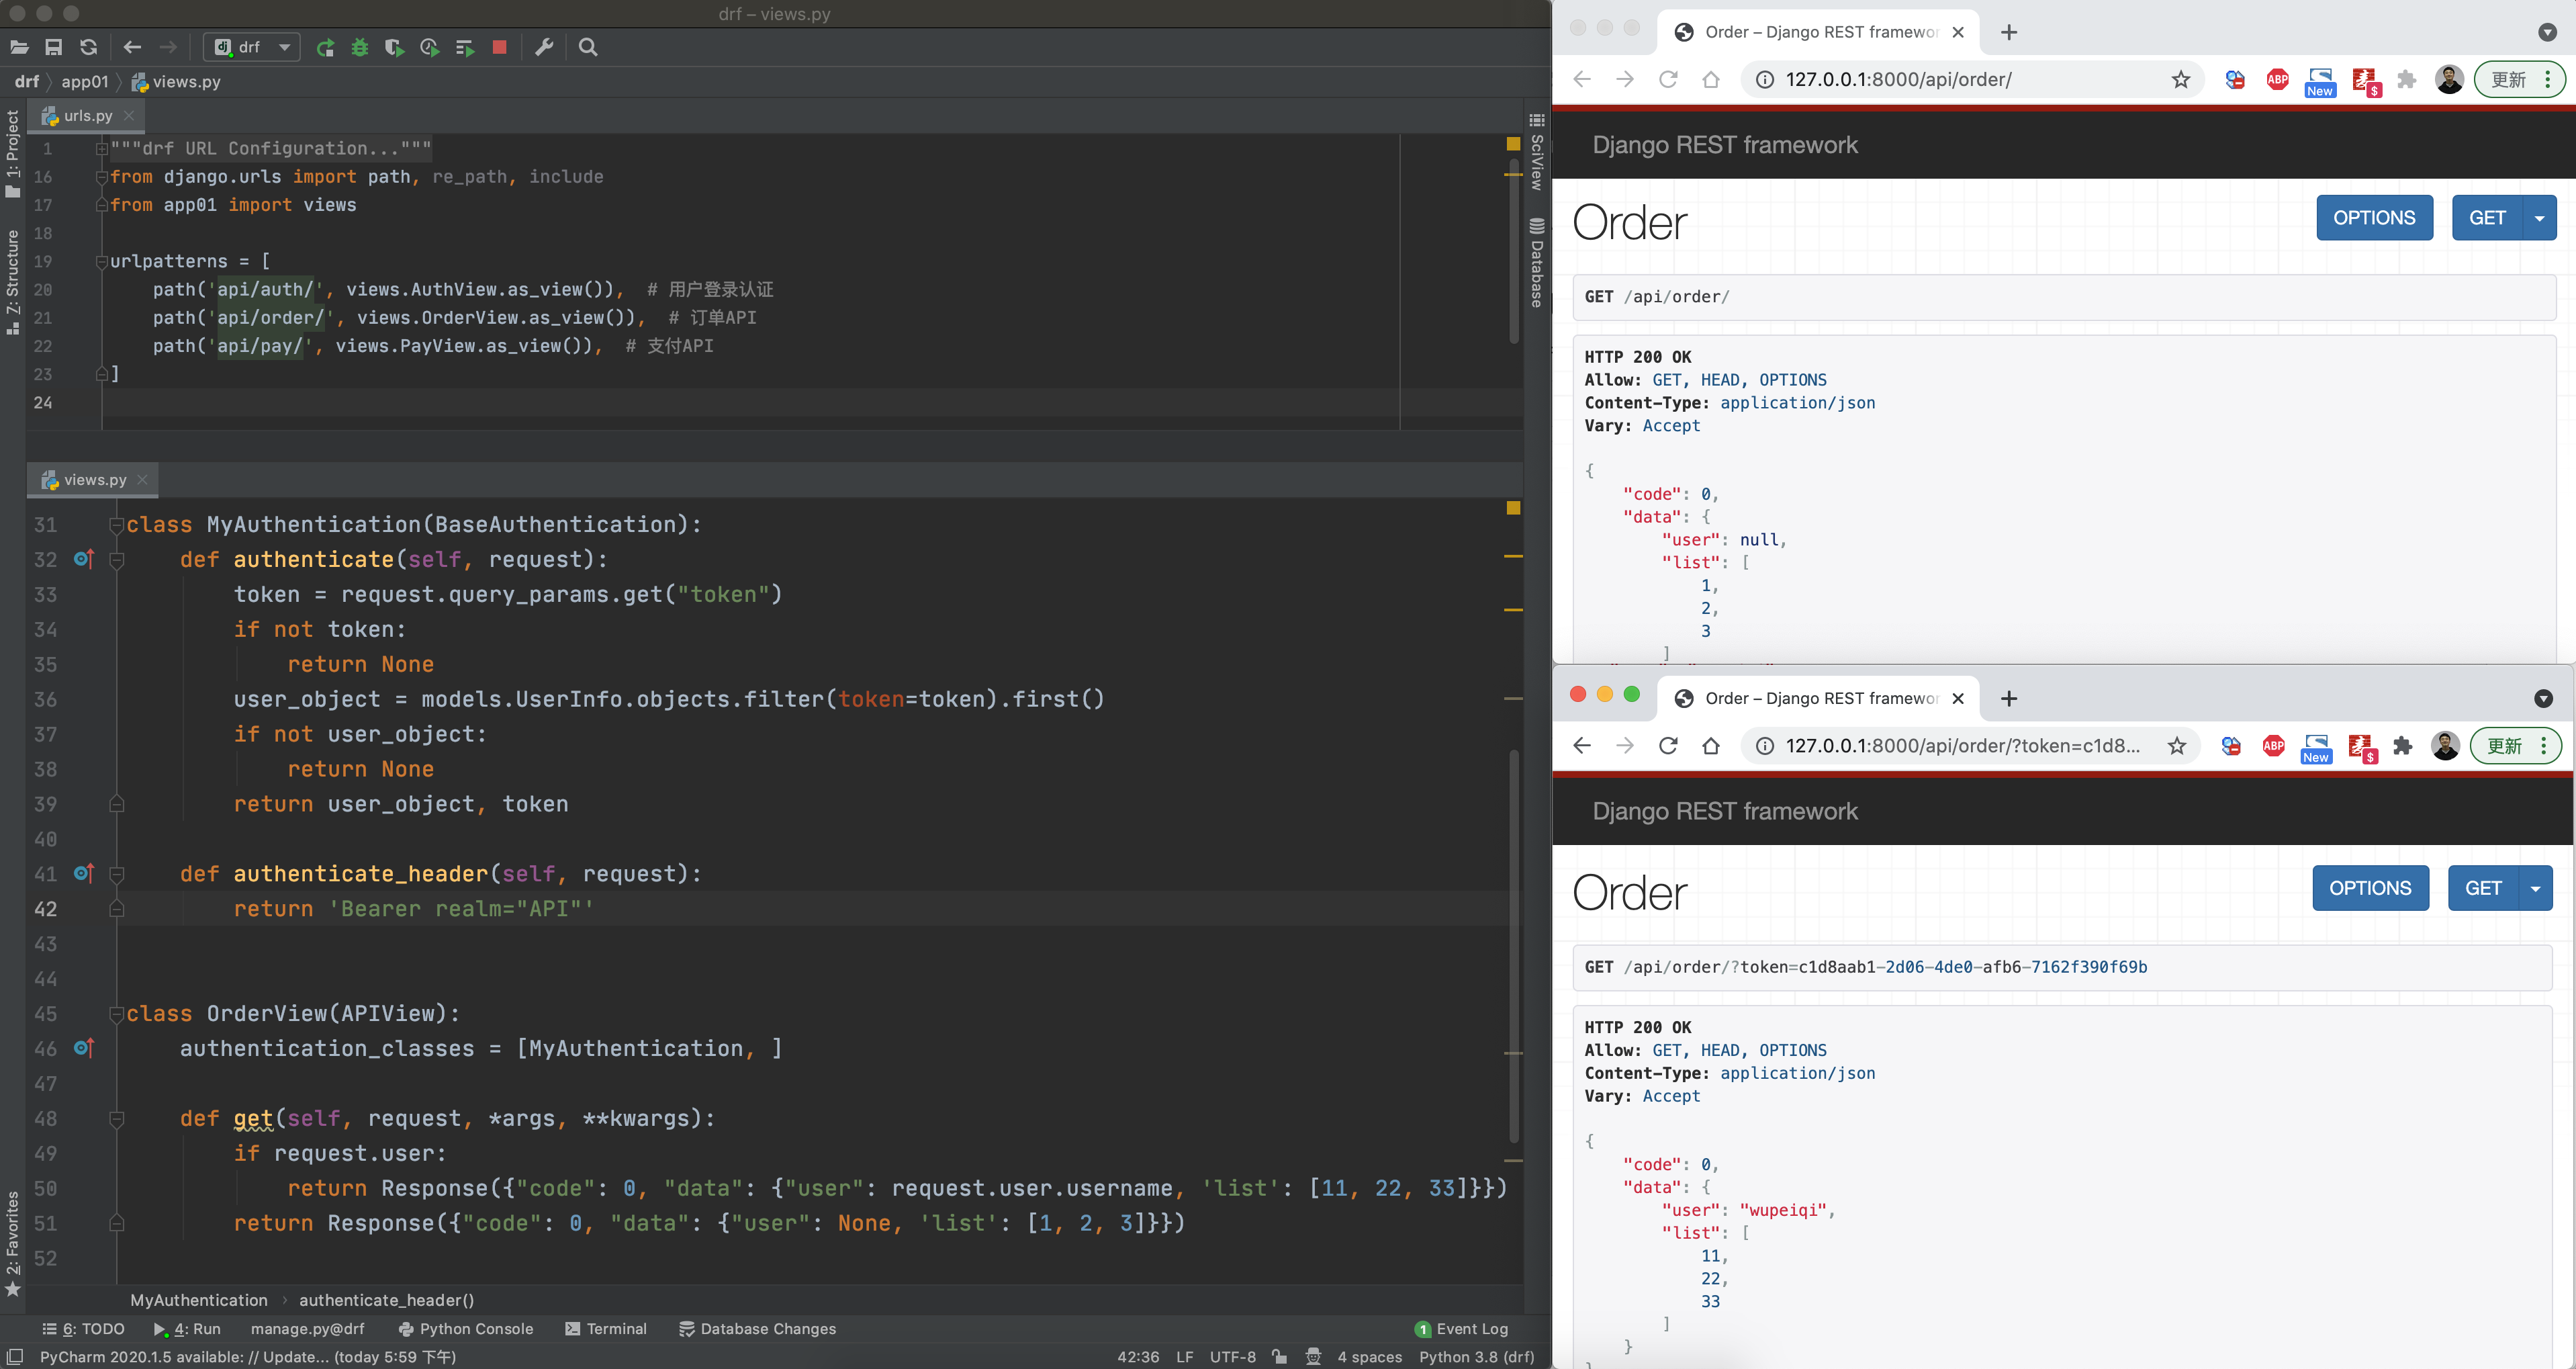 drf – views.py
drf
drf app01 views.py
urls.py
1: Project
Z: Structure
2: Favorites
SciView
Database
1 """drf URL Configuration..."""
16 from django.urls import path, re_path, include
17 from app01 import views
18
19 urlpatterns = [
20     path('api/auth/', views.AuthView.as_view()),  # 用户登录认证
21     path('api/order/', views.OrderView.as_view()),  # 订单API
22     path('api/pay/', views.PayView.as_view()),  # 支付API
23 ]
24
views.py
31 class MyAuthentication(BaseAuthentication):
32     def authenticate(self, request):
33         token = request.query_params.get("token")
34         if not token:
35             return None
36         user_object = models.UserInfo.objects.filter(token=token).first()
37         if not user_object:
38             return None
39         return user_object, token
40
41     def authenticate_header(self, request):
42         return 'Bearer realm="API"'
43
44
45 class OrderView(APIView):
46     authentication_classes = [MyAuthentication, ]
47
48     def get(self, request, *args, **kwargs):
49         if request.user:
50             return Response({"code": 0, "data": {"user": request.user.username, 'list': [11, 22, 33]}})
51         return Response({"code": 0, "data": {"user": None, 'list': [1, 2, 3]}})
52
MyAuthentication › authenticate_header()
6: TODO 4: Run manage.py@drf Python Console Terminal Database Changes 1 Event Log
PyCharm 2020.1.5 available: // Update... (today 5:59 下午) 42:36 LF UTF-8 4 spaces Python 3.8 (drf)
Order – Django REST framewor
127.0.0.1:8000/api/order/ ABP New $ 更新
Django REST framework
Order OPTIONS GET
GET /api/order/
HTTP 200 OK
Allow: GET, HEAD, OPTIONS
Content-Type: application/json
Vary: Accept
{
    "code": 0,
    "data": {
        "user": null,
        "list": [
            1,
            2,
            3
        ]
Order – Django REST framewor
127.0.0.1:8000/api/order/?token=c1d8... ABP New $ 更新
Django REST framework
Order OPTIONS GET
GET /api/order/?token=c1d8aab1-2d06-4de0-afb6-7162f390f69b
HTTP 200 OK
Allow: GET, HEAD, OPTIONS
Content-Type: application/json
Vary: Accept
{
    "code": 0,
    "data": {
        "user": "wupeiqi",
        "list": [
            11,
            22,
            33
        ]
    }